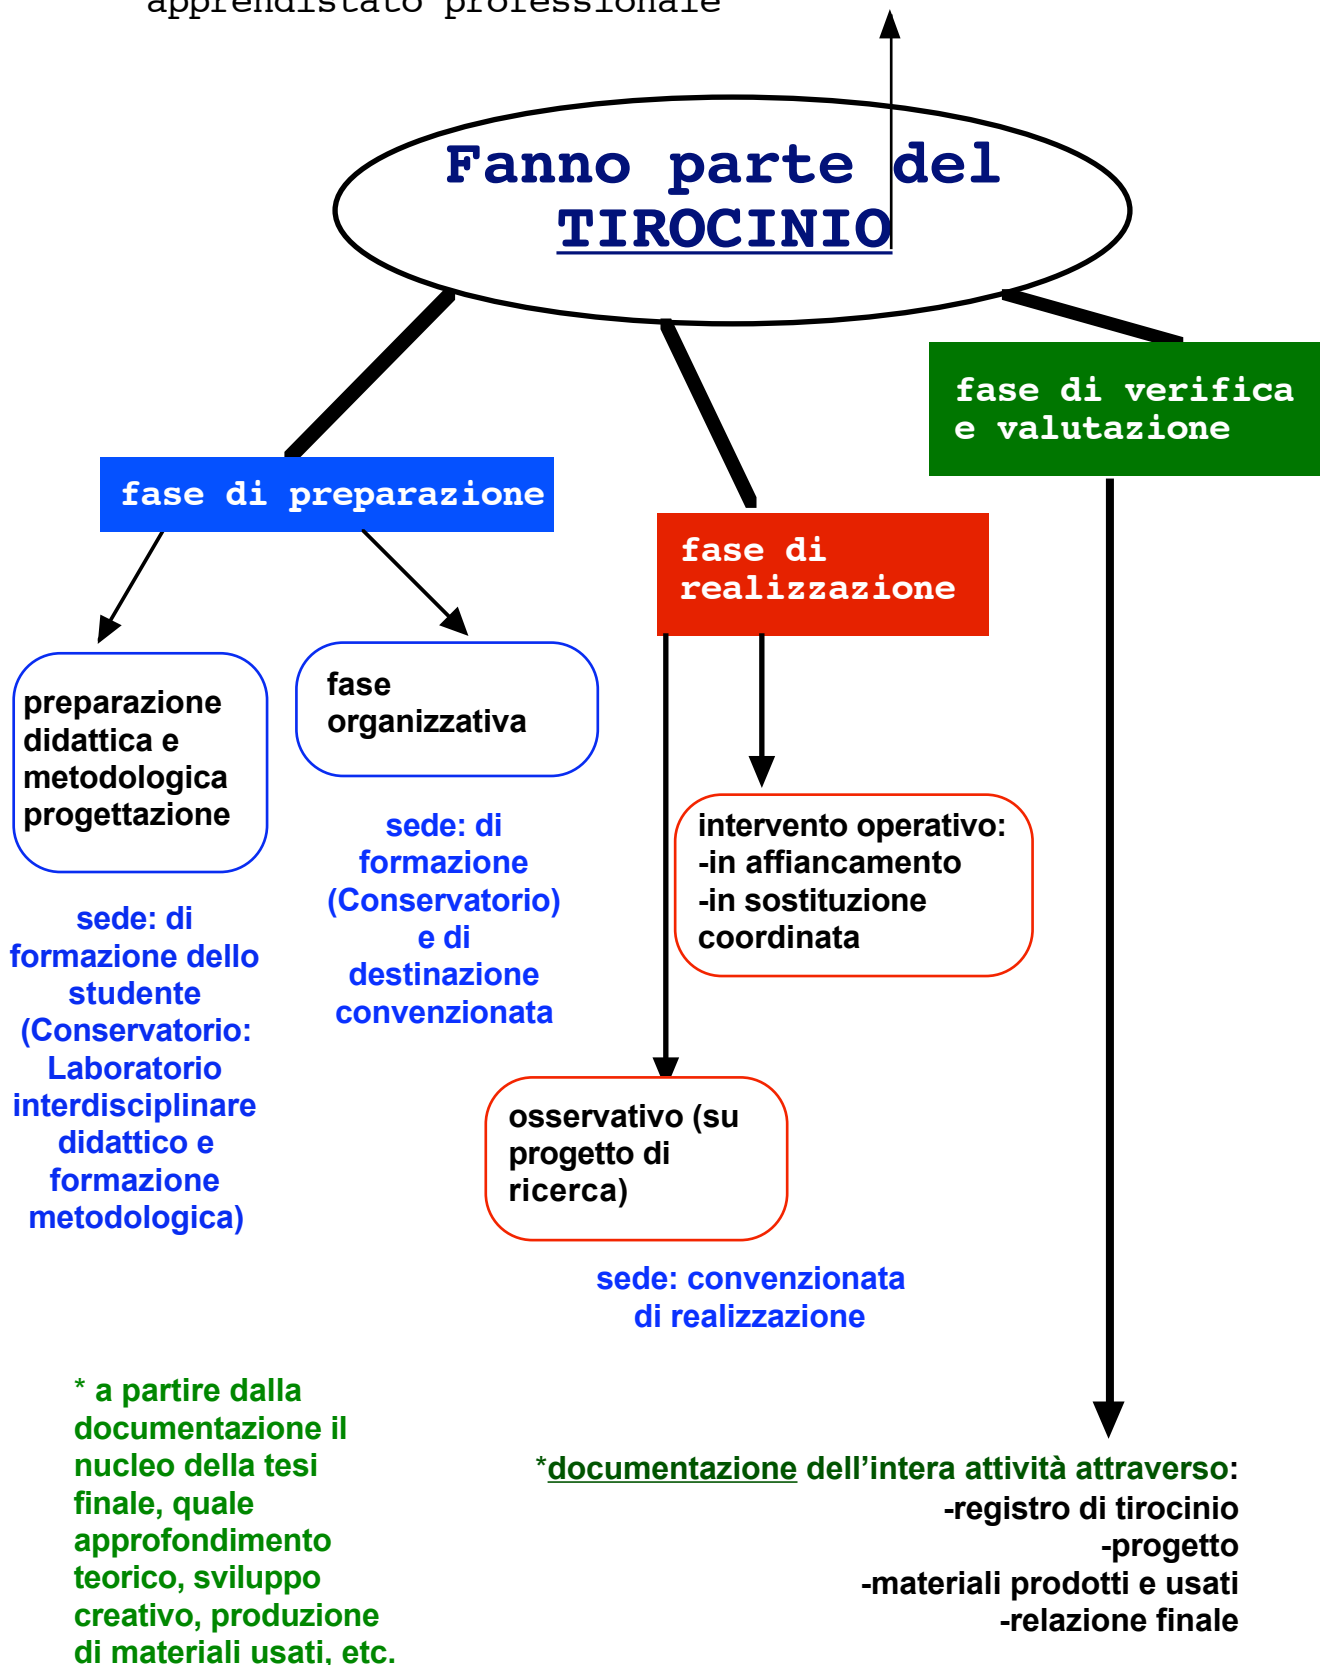 apprendistato professionale
Fanno parte del
TIROCINIO
fase di verifica
e valutazione
fase di preparazione
fase di
realizzazione
preparazione
didattica e
metodologica
progettazione
fase
organizzativa
sede: di
formazione dello
studente
(Conservatorio:
Laboratorio
interdisciplinare
didattico e
formazione
metodologica)
sede: di
formazione
(Conservatorio)
e di
destinazione
convenzionata
intervento operativo:
-in affiancamento
-in sostituzione
coordinata
osservativo (su
progetto di
ricerca)
sede: convenzionata
di realizzazione
* a partire dalla
documentazione il
nucleo della tesi
finale, quale
approfondimento
teorico, sviluppo
creativo, produzione
di materiali usati, etc.
*documentazione dell’intera attività attraverso:
-registro di tirocinio
-progetto
-materiali prodotti e usati
-relazione finale